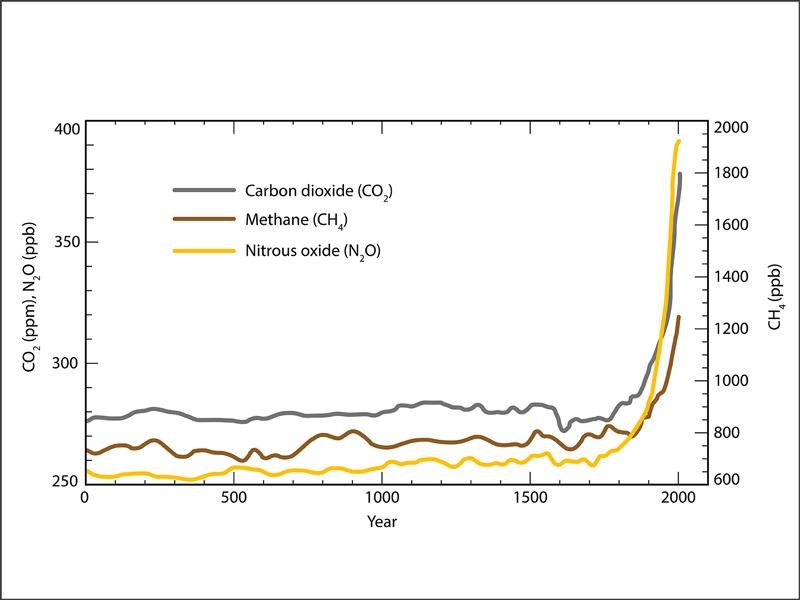 400
350
300
250
CO₂ (ppm), N₂O (ppb)
Carbon dioxide (CO₂)
Methane (CH₄)
Nitrous oxide (N₂O)
2000
1800
1600
1400
1200
1000
800
600
CH₄ (ppb)
0 500 1000 1500 2000
Year